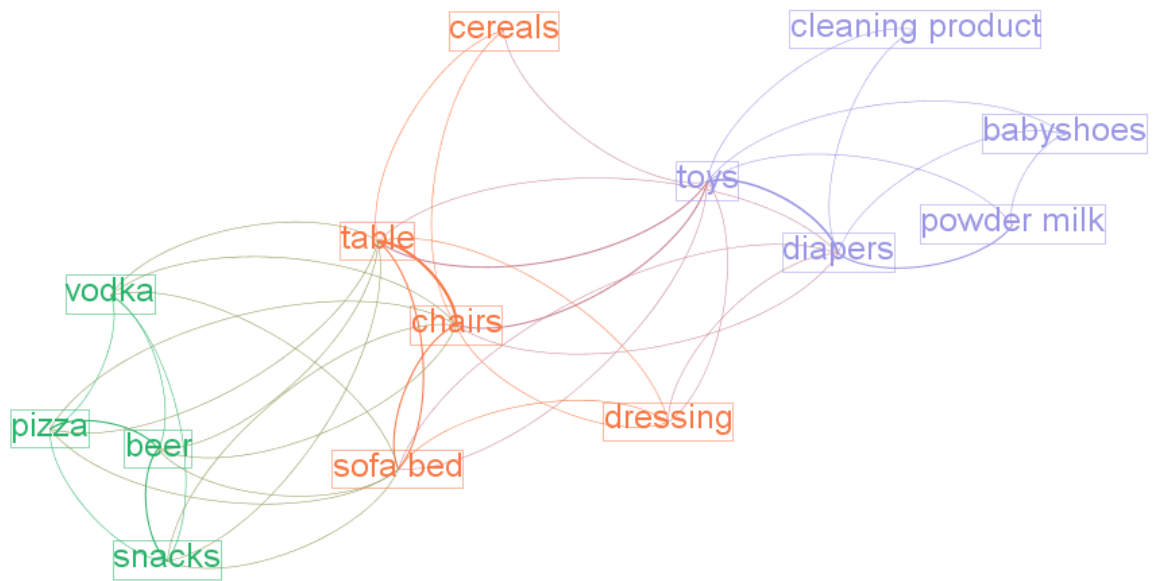 cereals
cleaning product
babyshoes
toys
powder milk
table
diapers
vodka
chairs
pizza
dressing
beer
sofa bed
snacks